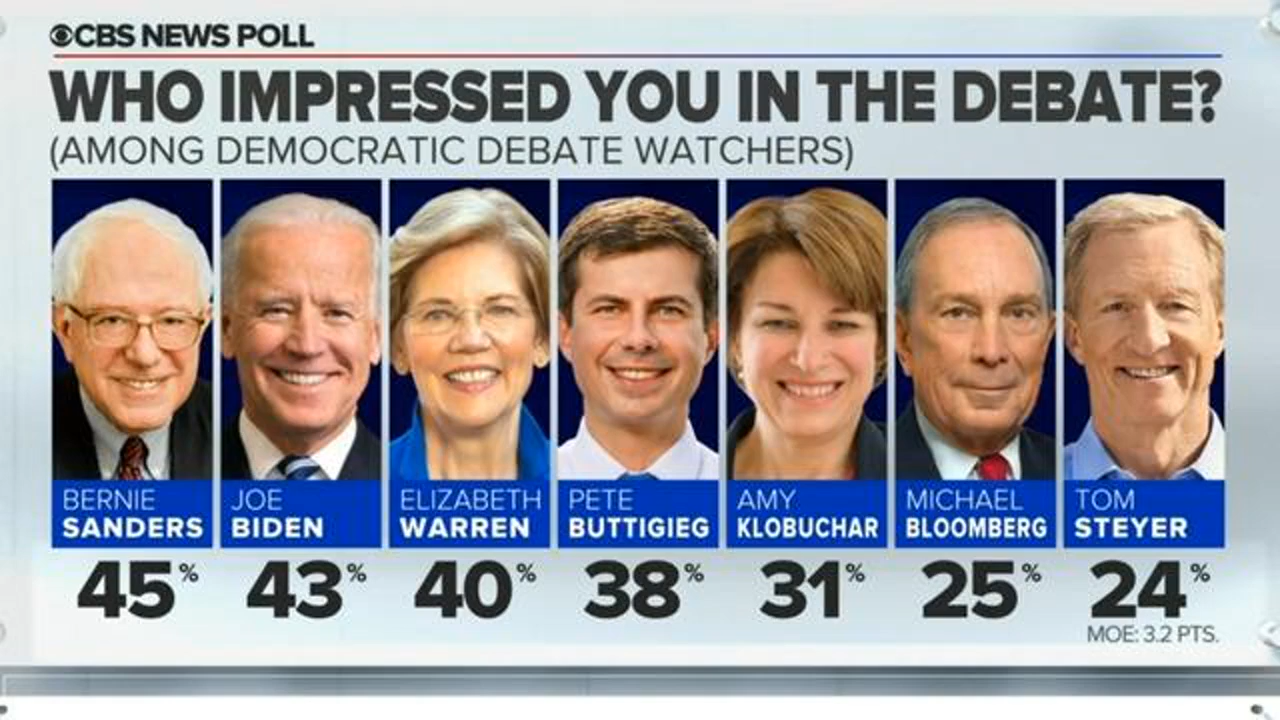 CBS NEWS POLL
WHO IMPRESSED YOU IN THE DEBATE?
(AMONG DEMOCRATIC DEBATE WATCHERS)
BERNIE
SANDERS
45%
JOE
BIDEN
43%
ELIZABETH
WARREN
40%
PETE
BUTTIGIEG
38%
AMY
KLOBUCHAR
31%
MICHAEL
BLOOMBERG
25%
TOM
STEYER
24%
MOE: 3.2 PTS.